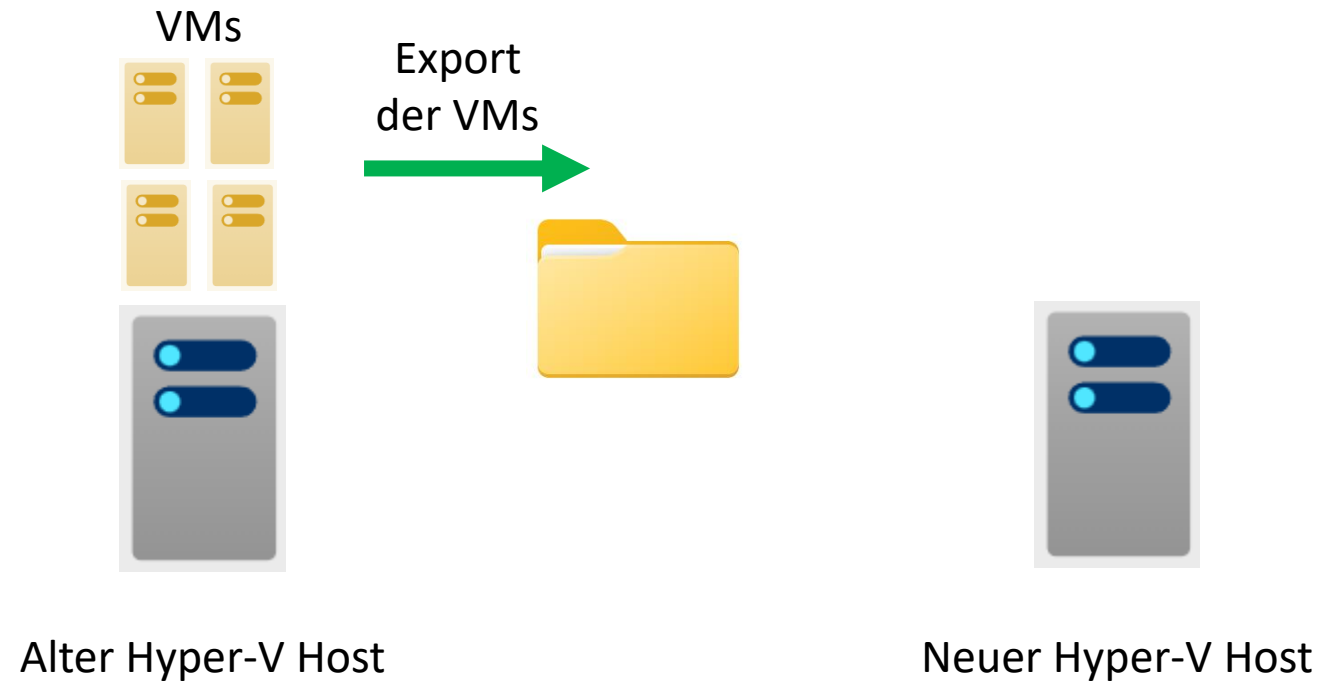 VMs
Export
der VMs
Alter Hyper-V Host
Neuer Hyper-V Host